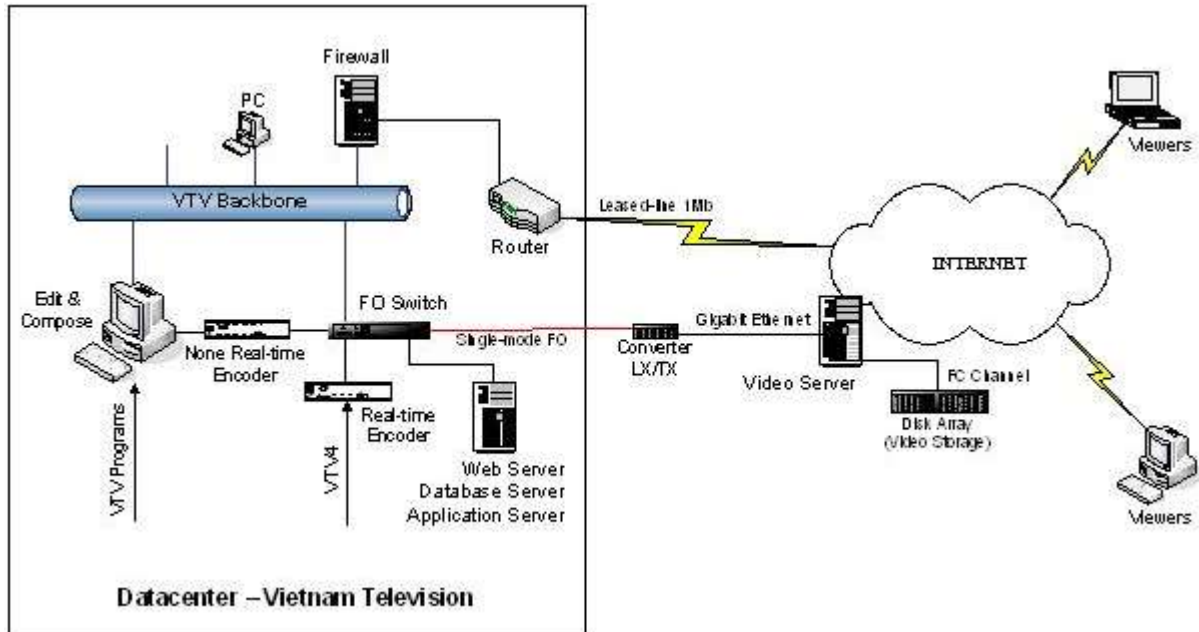 Firewall
PC
VTV Backbone
Router
Leased-line 1Mb
INTERNET
Viewers
Edit &
Compose
None Real-time
Encoder
FO Switch
Single-mode FO
Converter
LX/TX
Gigabit Ethernet
Video Server
FC Channel
Disk Array
(Video Storage)
Real-time
Encoder
Web Server
Database Server
Application Server
VTV Programs
VTV4
Viewers
Datacenter – Vietnam Television